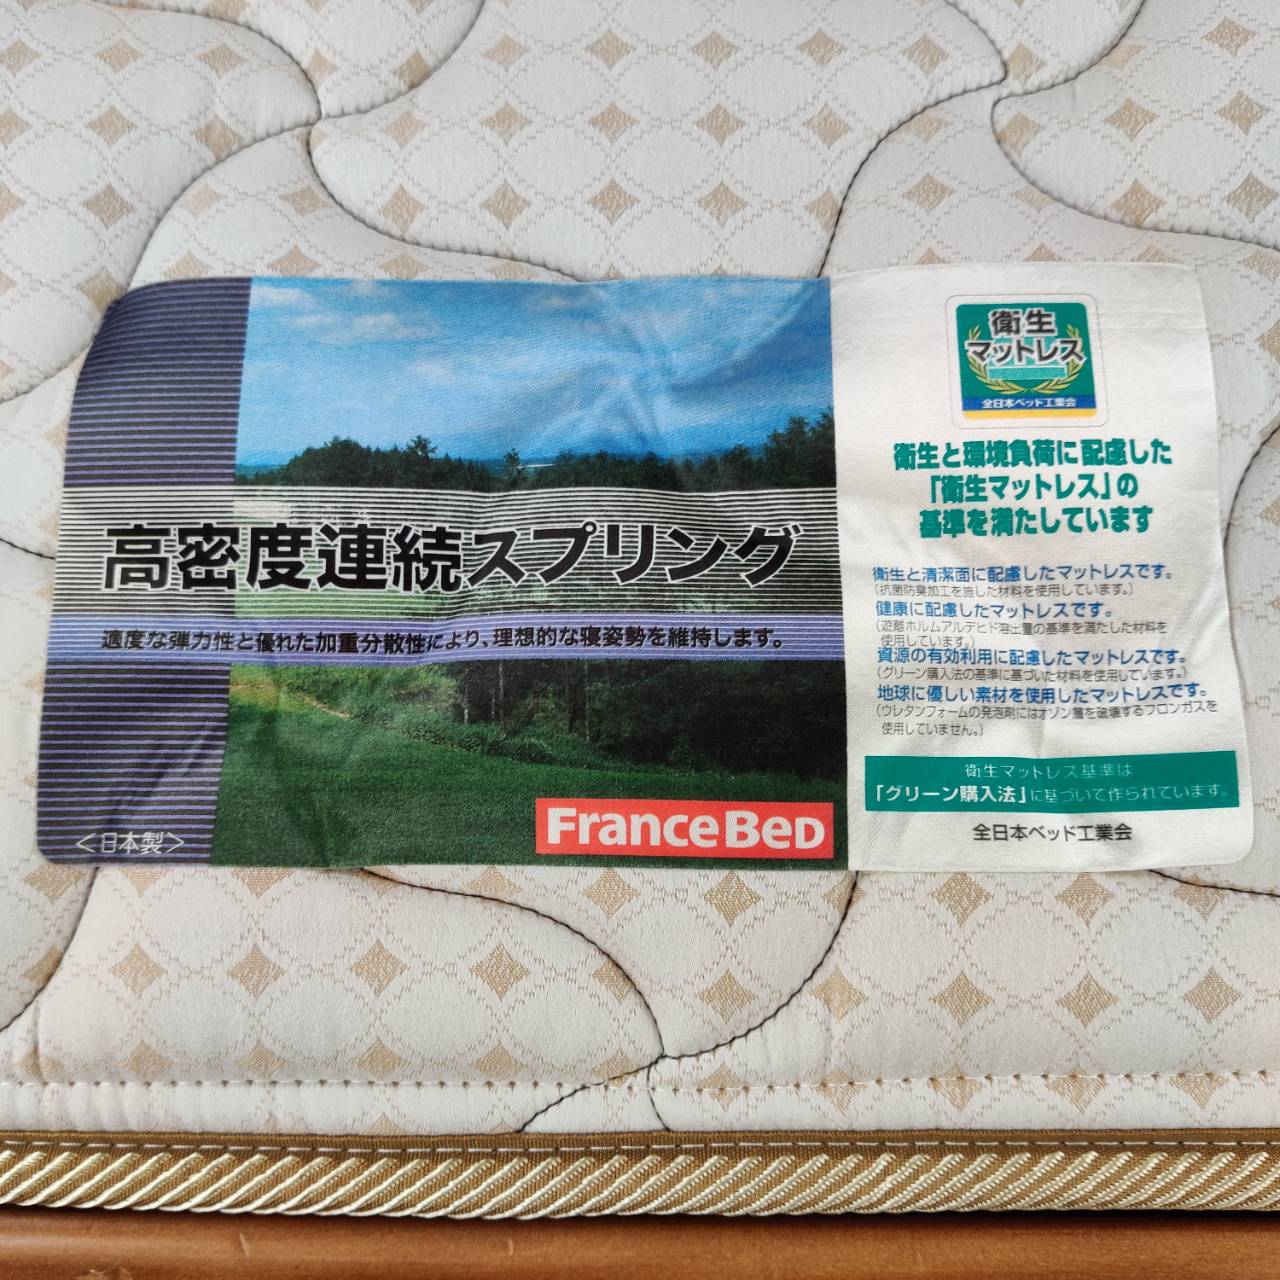 高密度連続スプリング
適度な弾力性と優れた加重分散性により、理想的な寝姿勢を維持します。
<日本製>
FranceBeD
衛生
マットレス
全日本ベッド工業会
衛生と環境負荷に配慮した
「衛生マットレス」の
基準を満たしています
衛生と清潔面に配慮したマットレスです。
(抗菌防臭加工を施した材料を使用しています。)
健康に配慮したマットレスです。
(遊離ホルムアルデヒド溶出量の基準を満たした材料を
使用しています。)
資源の有効利用に配慮したマットレスです。
(グリーン購入法の基準に基づいた材料を使用しています。)
地球に優しい素材を使用したマットレスです。
(ウレタンフォームの発泡剤にはオゾン量を破壊するフロンガスを
使用していません。)
衛生マットレス基準は
「グリーン購入法」に基づいて作られています。
全日本ベッド工業会